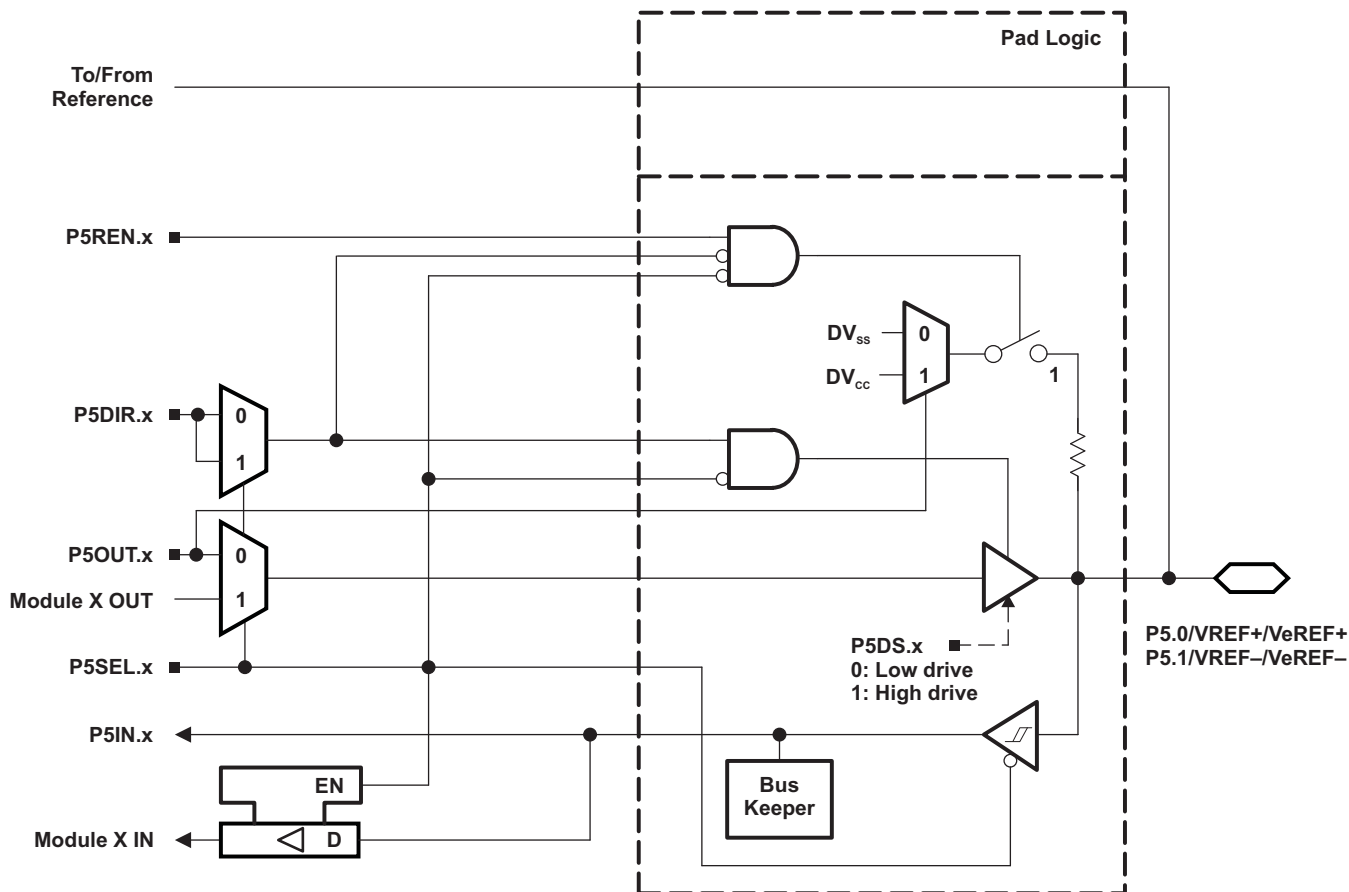 Pad Logic
To/From
Reference
P5REN.x
DVSS
0
DVCC
1
1
P5DIR.x
0
1
P5OUT.x
0
Module X OUT
1
P5SEL.x
P5DS.x
0: Low drive
1: High drive
P5.0/VREF+/VeREF+
P5.1/VREF–/VeREF–
P5IN.x
Bus
Keeper
EN
D
Module X IN